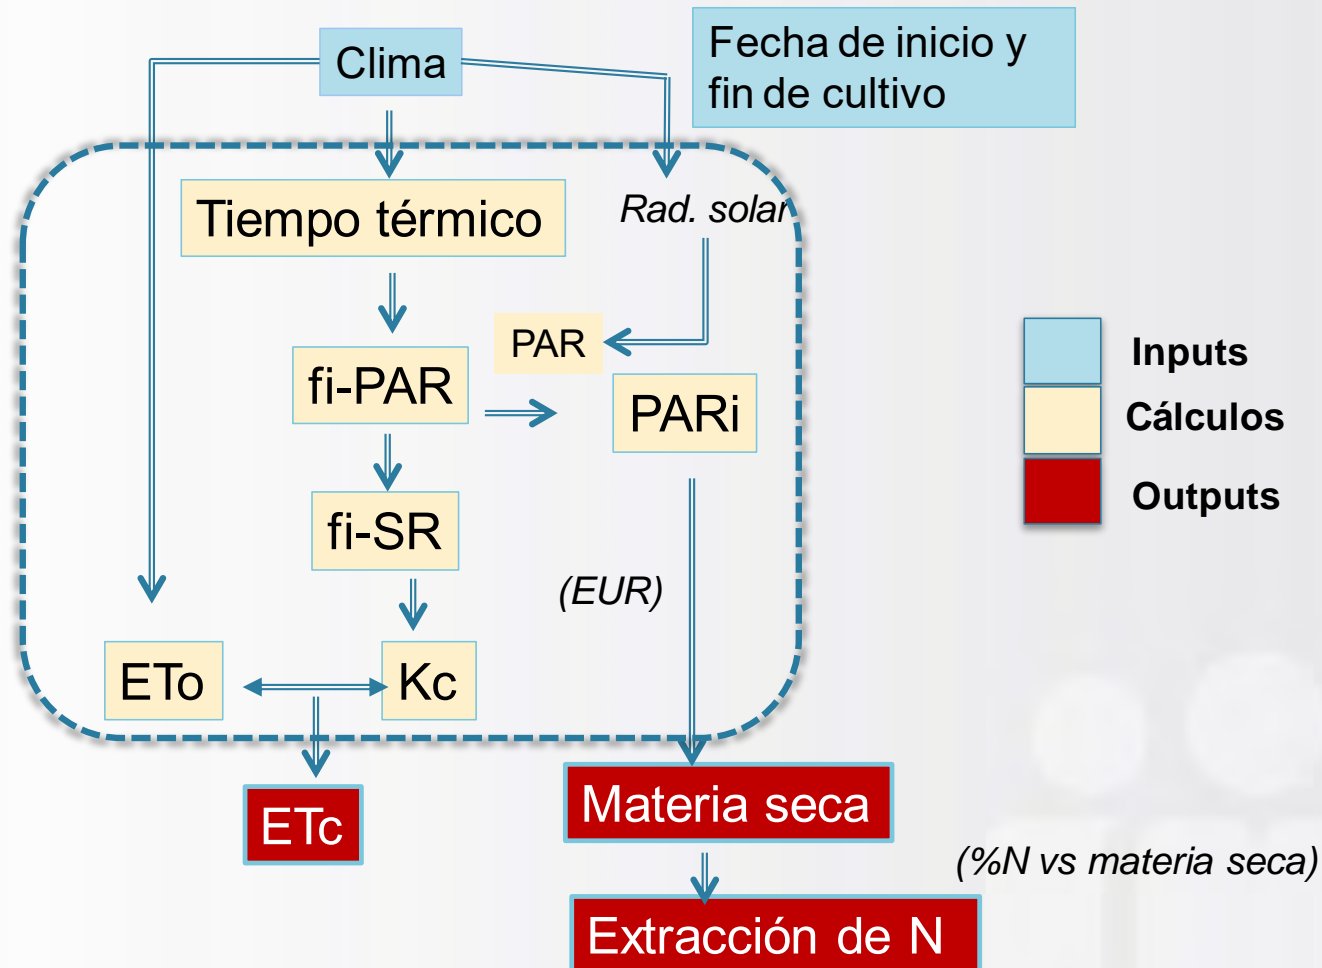 Clima
Fecha de inicio y
fin de cultivo
Tiempo térmico
Rad. solar
PAR
fi-PAR
PARi
fi-SR
(EUR)
ETo
Kc
ETc
Materia seca
(%N vs materia seca)
Extracción de N
Inputs
Cálculos
Outputs